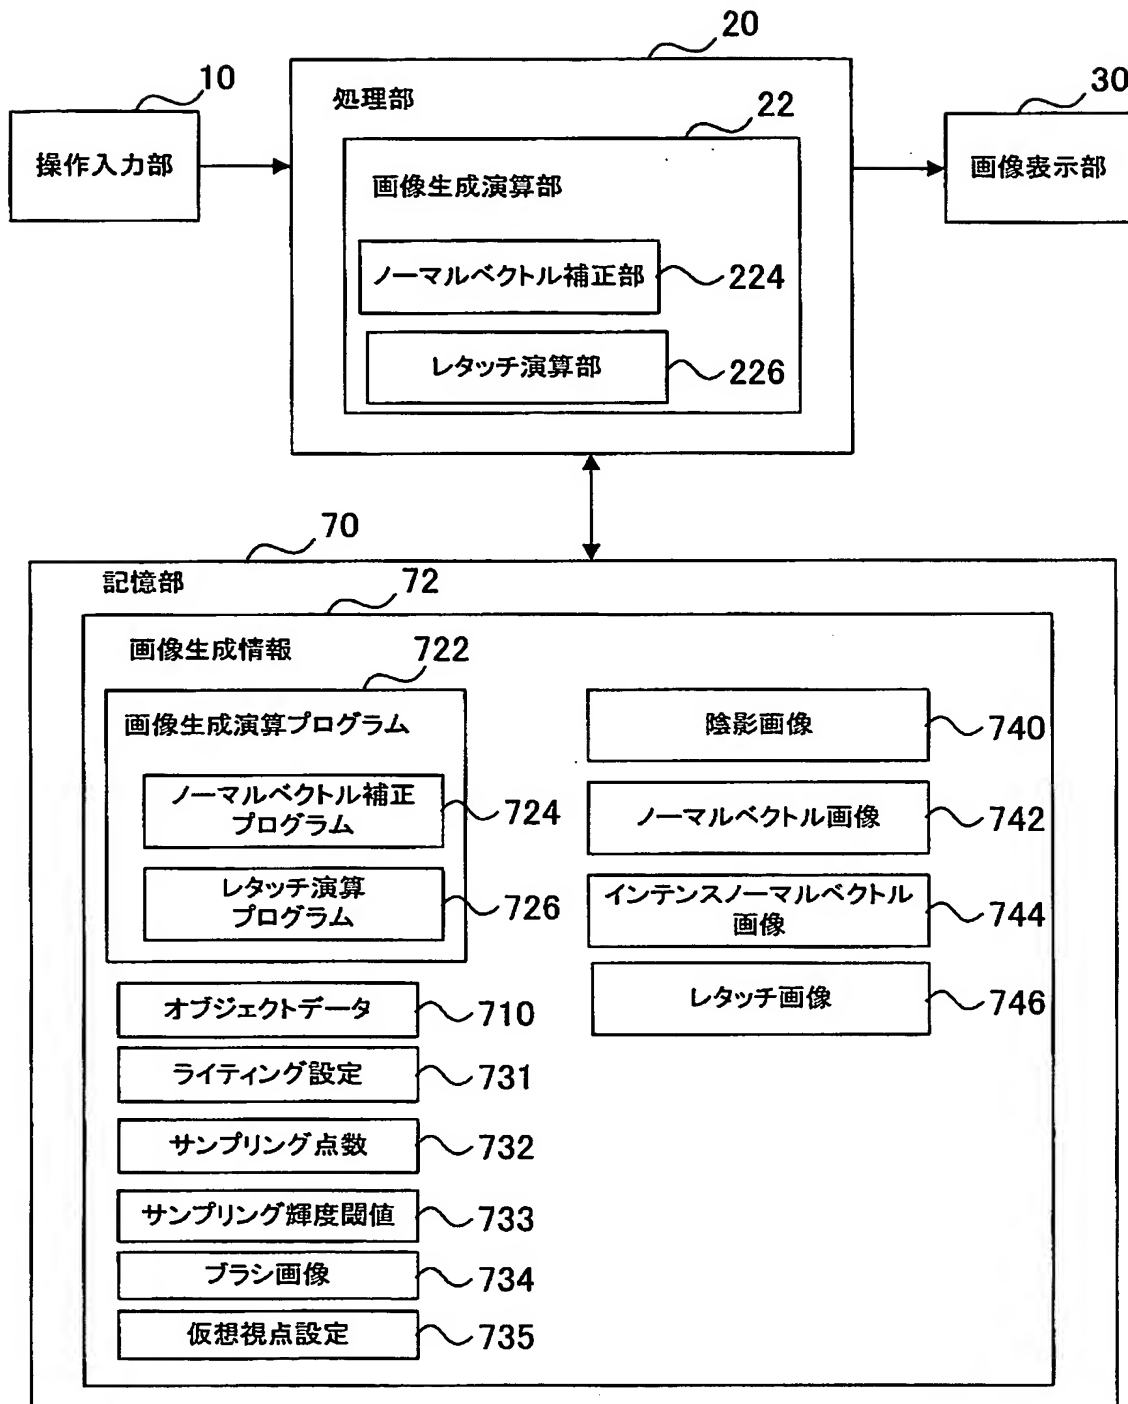 20
10
処理部
22
30
操作入力部
画像生成演算部
画像表示部
ノーマルベクトル補正部
224
レタッチ演算部
226
70
記憶部
72
画像生成情報
722
画像生成演算プログラム
ノーマルベクトル補正
プログラム
724
レタッチ演算
プログラム
726
オブジェクトデータ
710
ライティング設定
731
サンプリング点数
732
サンプリング輝度閾値
733
ブラシ画像
734
仮想視点設定
735
陰影画像
740
ノーマルベクトル画像
742
インテンスノーマルベクトル
画像
744
レタッチ画像
746